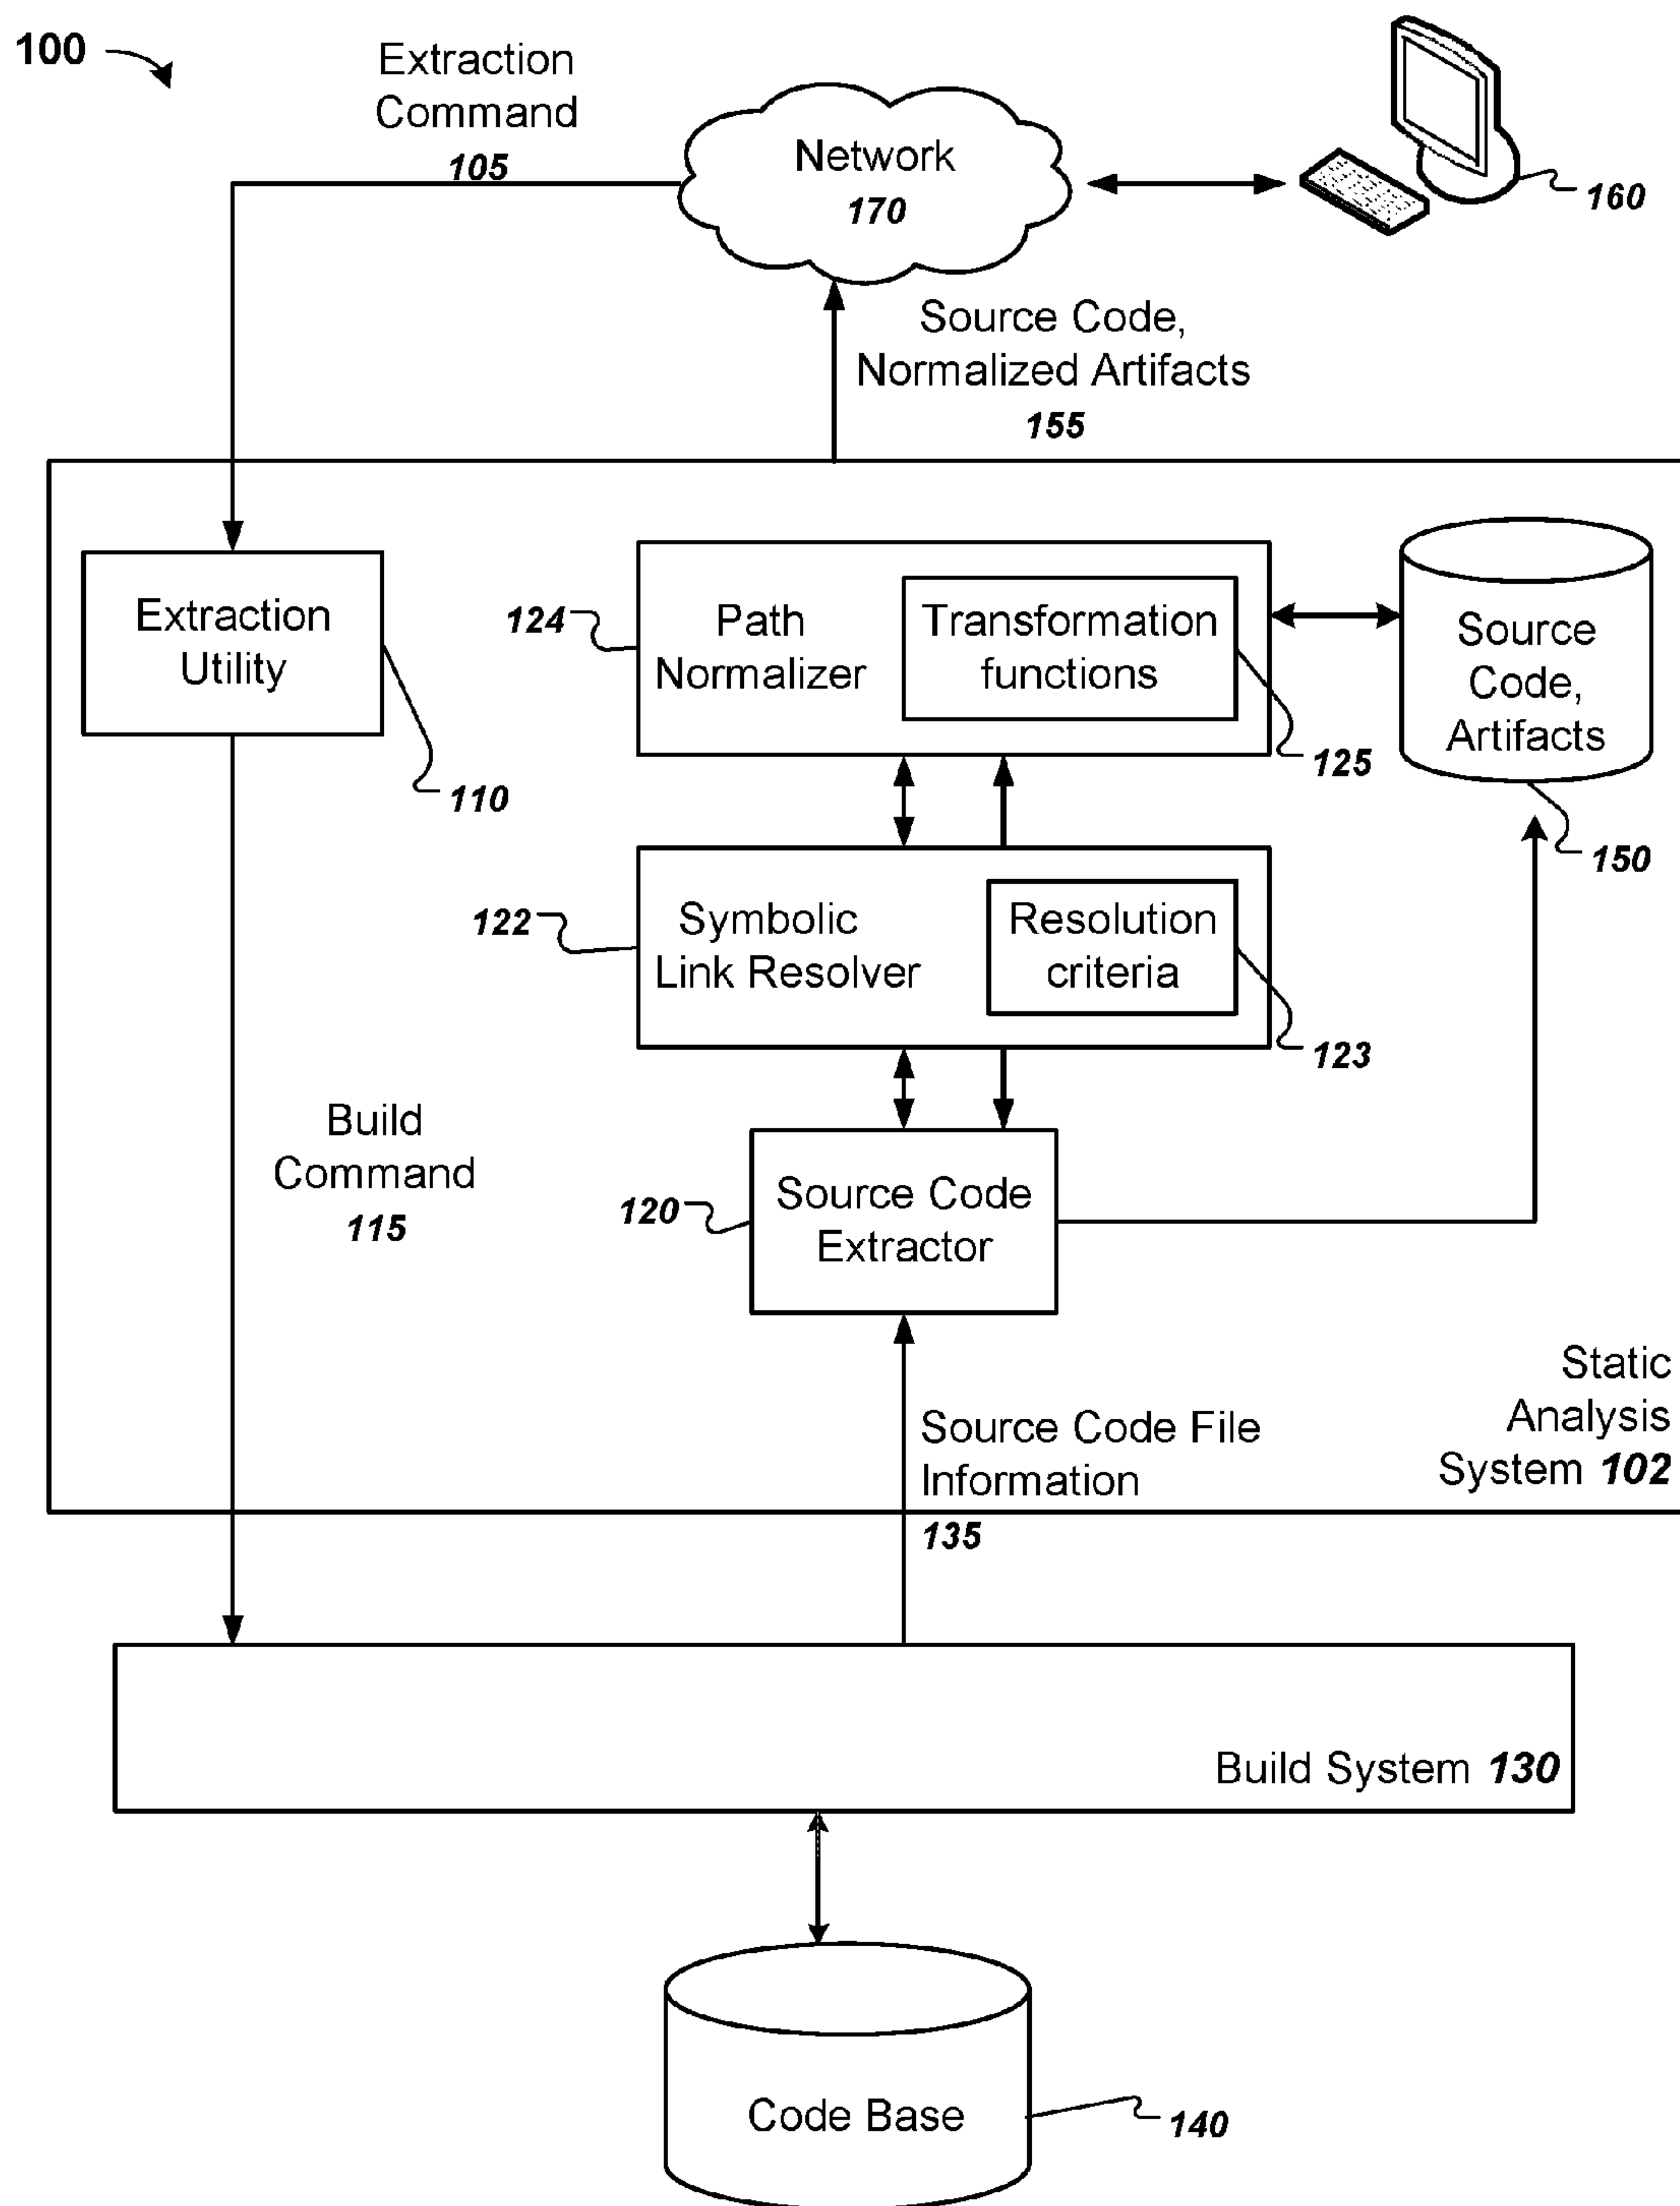 100
Extraction
Command
105
Network
170
160
Source Code,
Normalized Artifacts
155
Extraction
Utility
110
124
Path
Normalizer
Transformation
functions
125
Source
Code,
Artifacts
150
122
Symbolic
Link Resolver
Resolution
criteria
123
Build
Command
115
120
Source Code
Extractor
Source Code File
Information
135
Static
Analysis
System 102
Build System 130
Code Base
140